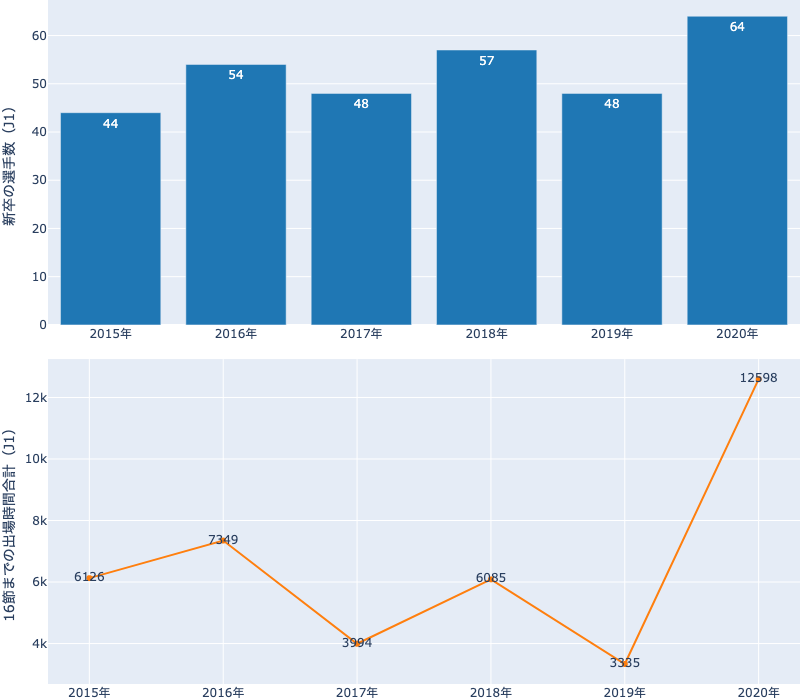 新卒の選手数（J1）
60
50
40
30
20
10
0
44
54
48
57
48
64
2015年
2016年
2017年
2018年
2019年
2020年
16節までの出場時間合計（J1）
12k
10k
8k
6k
4k
6126
7349
3994
6085
3335
12598
2015年
2016年
2017年
2018年
2019年
2020年